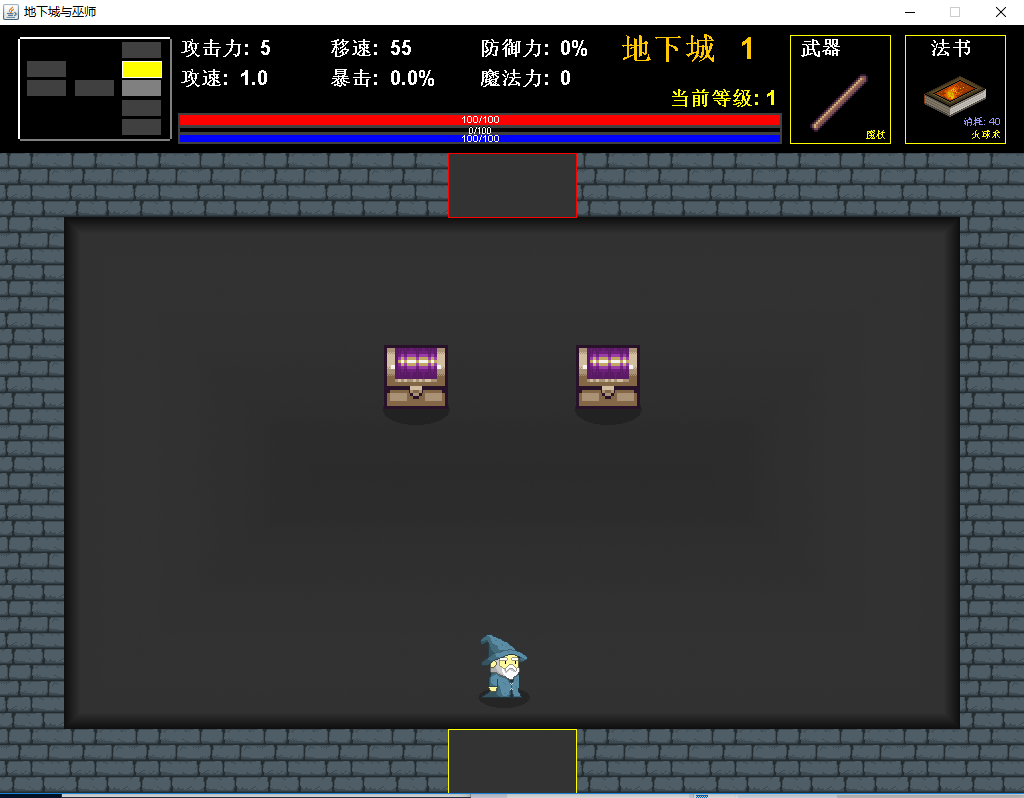 地下城与巫师
攻击力: 5 移速: 55 防御力: 0% 地下城 1
攻速: 1.0 暴击: 0.0% 魔法力: 0
当前等级: 1
100/100
0/100
100/100
武器
魔杖
法书
消耗: 40
火球术